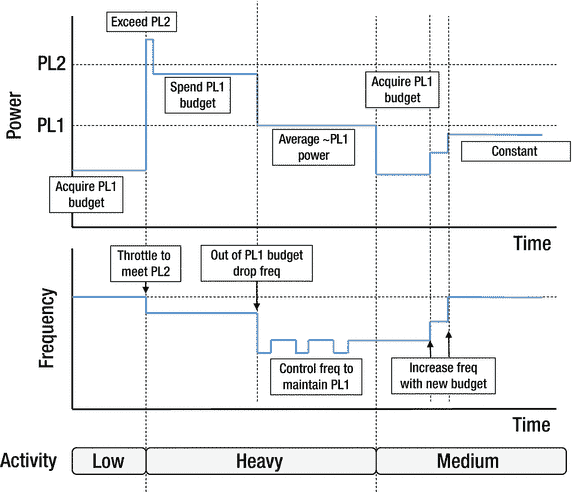 Exceed PL2
PL2
Spend PL1
budget
Acquire PL1
budget
Power
PL1
Average ~PL1
power
Constant
Acquire PL1
budget
Time
Throttle to
meet PL2
Out of PL1 budget
drop freq
Frequency
Control freq to
maintain PL1
Increase freq
with new budget
Time
Activity
Low
Heavy
Medium